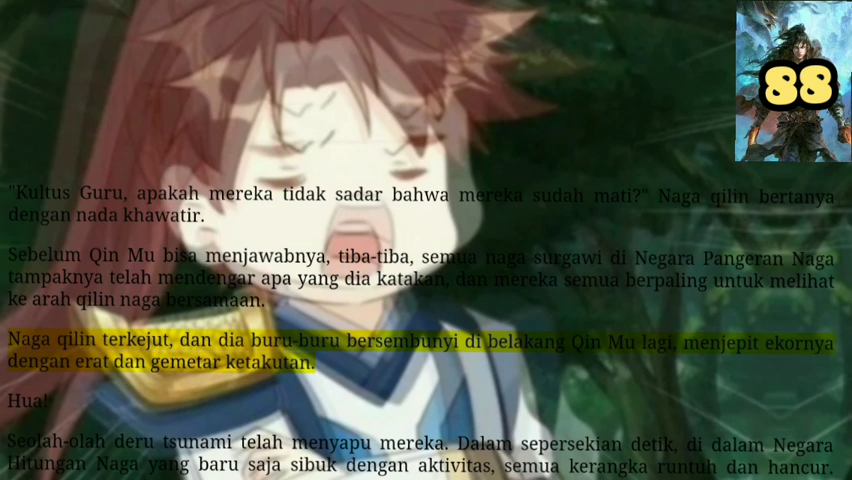 88
"Kultus Guru, apakah mereka tidak sadar bahwa mereka sudah mati?" Naga qilin bertanya
dengan nada khawatir.
Sebelum Qin Mu bisa menjawabnya, tiba-tiba, semua naga surgawi di Negara Pangeran Naga
tampaknya telah mendengar apa yang dia katakan, dan mereka semua berpaling untuk melihat
ke arah qilin naga bersamaan.
Naga qilin terkejut, dan dia buru-buru bersembunyi di belakang Qin Mu lagi, menjepit ekornya
dengan erat dan gemetar ketakutan.
Hua!
Seolah-olah deru tsunami telah menyapu mereka. Dalam sepersekian detik, di dalam Negara
Hitungan Naga yang baru saja sibuk dengan aktivitas, semua kerangka runtuh dan hancur.